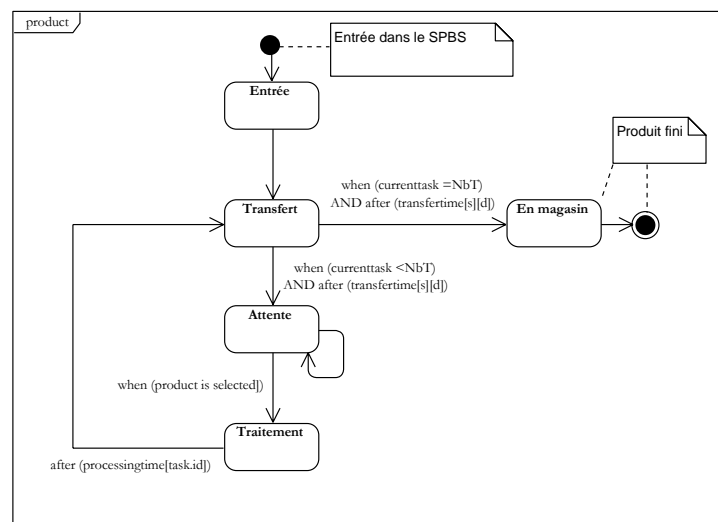 product
Entrée dans le SPBS
Entrée
Produit fini
when (currenttask =NbT)
AND after (transfertime[s][d])
Transfert
En magasin
when (currenttask <NbT)
AND after (transfertime[s][d])
Attente
when (product is selected])
Traitement
after (processingtime[task.id])